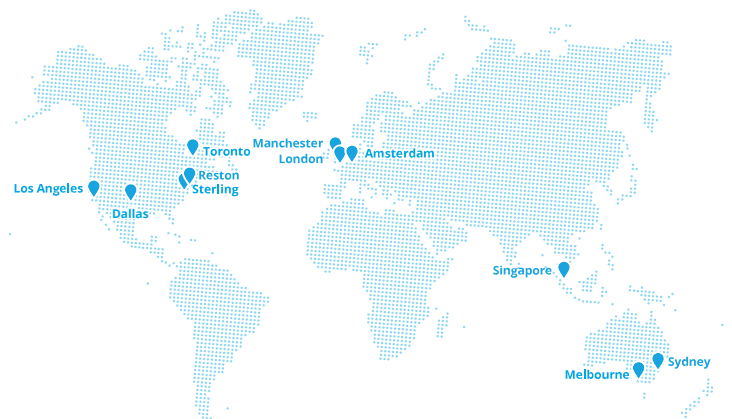 Manchester
Toronto
London
Amsterdam
Reston
Los Angeles
Sterling
Dallas
Singapore
Sydney
Melbourne